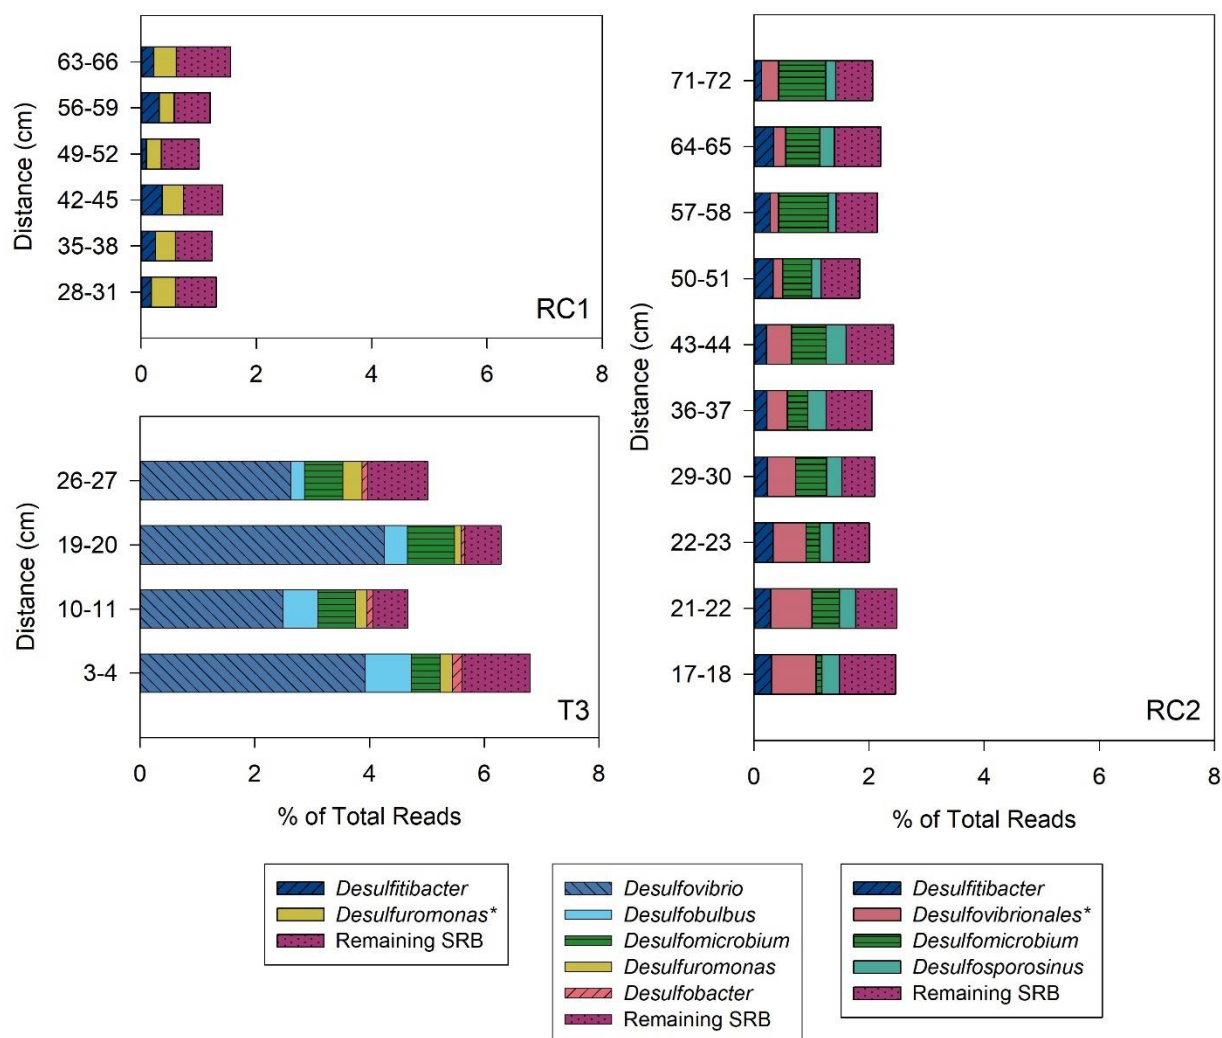 63-66
56-59
49-52
42-45
35-38
28-31
Distance (cm)
RC1
0 2 4 6 8
26-27
19-20
10-11
3-4
Distance (cm)
T3
0 2 4 6 8
% of Total Reads
71-72
64-65
57-58
50-51
43-44
36-37
29-30
22-23
21-22
17-18
Distance (cm)
RC2
0 2 4 6 8
% of Total Reads
Desulfitibacter
Desulfuromonas*
Remaining SRB
Desulfovibrio
Desulfobulbus
Desulfomicrobium
Desulfuromonas
Desulfobacter
Remaining SRB
Desulfitibacter
Desulfovibrionales*
Desulfomicrobium
Desulfosporosinus
Remaining SRB